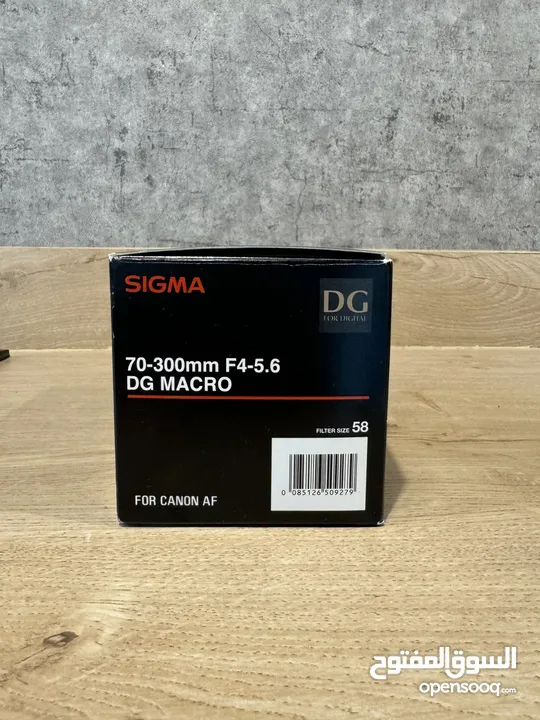 SIGMA
DG
FOR DIGITAL
70-300mm F4-5.6
DG MACRO
FILTER SIZE 58
0 085126 509279
FOR CANON AF
السوق المفتوح
opensooq.com